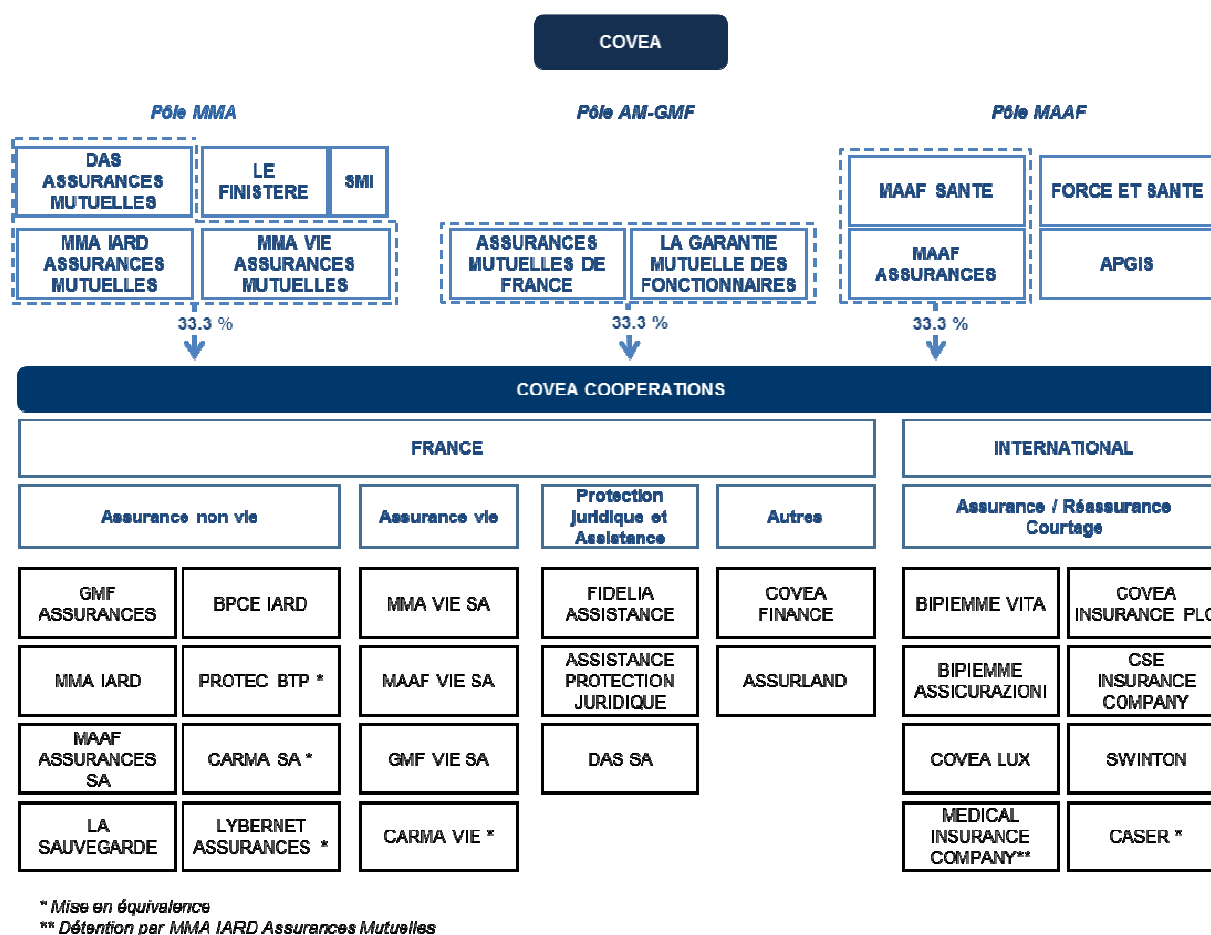 COVEA
Pôle MMA
Pôle AM-GMF
Pôle MAAF
DAS
ASSURANCES
MUTUELLES
LE
FINISTERE
SMI
MMA IARD
ASSURANCES
MUTUELLES
MMA VIE
ASSURANCES
MUTUELLES
ASSURANCES
MUTUELLES DE
FRANCE
LA GARANTIE
MUTUELLE DES
FONCTIONNAIRES
MAAF SANTE
FORCE ET SANTE
MAAF
ASSURANCES
APGIS
33.3 %
33.3 %
33.3 %
COVEA COOPERATIONS
FRANCE
INTERNATIONAL
Assurance non vie
Assurance vie
Protection
juridique et
Assistance
Autres
Assurance / Réassurance
Courtage
GMF
ASSURANCES
BPCE IARD
MMA VIE SA
FIDELIA
ASSISTANCE
COVEA
FINANCE
BIPIEMME VITA
COVEA
INSURANCE PLC
MMA IARD
PROTEC BTP *
MAAF VIE SA
ASSISTANCE
PROTECTION
JURIDIQUE
ASSURLAND
BIPIEMME
ASSICURAZIONI
CSE
INSURANCE
COMPANY
MAAF
ASSURANCES
SA
CARMA SA *
GMF VIE SA
DAS SA
COVEA LUX
SWINTON
LA
SAUVEGARDE
LYBERNET
ASSURANCES *
CARMA VIE *
MEDICAL
INSURANCE
COMPANY**
CASER *
* Mise en équivalence
** Détention par MMA IARD Assurances Mutuelles